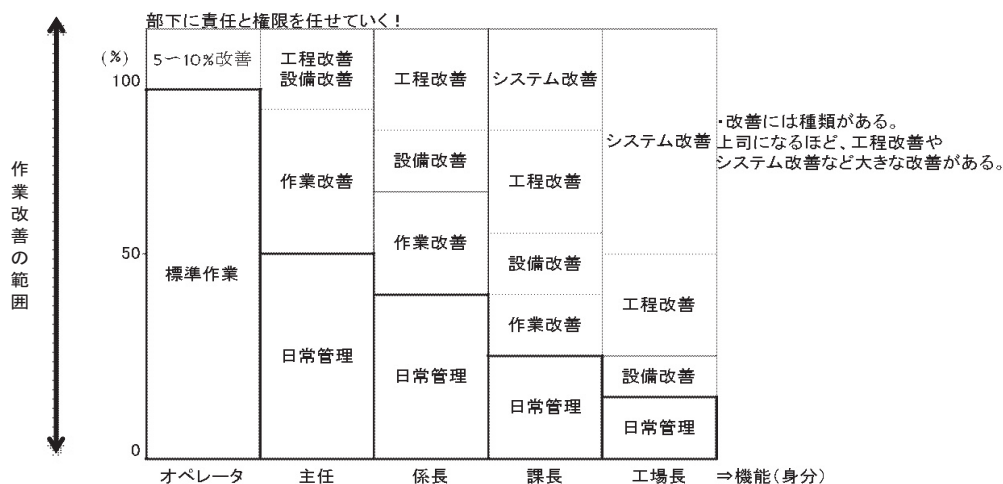 部下に責任と権限を任せていく!
(%)
100
50
0
作業改善の範囲
5~10%改善
標準作業
工程改善
設備改善
作業改善
日常管理
工程改善
設備改善
作業改善
日常管理
システム改善
工程改善
設備改善
作業改善
日常管理
システム改善
工程改善
設備改善
日常管理
・改善には種類がある。
上司になるほど、工程改善や
システム改善など大きな改善がある。
オペレータ 主任 係長 課長 工場長 ⇒機能(身分)